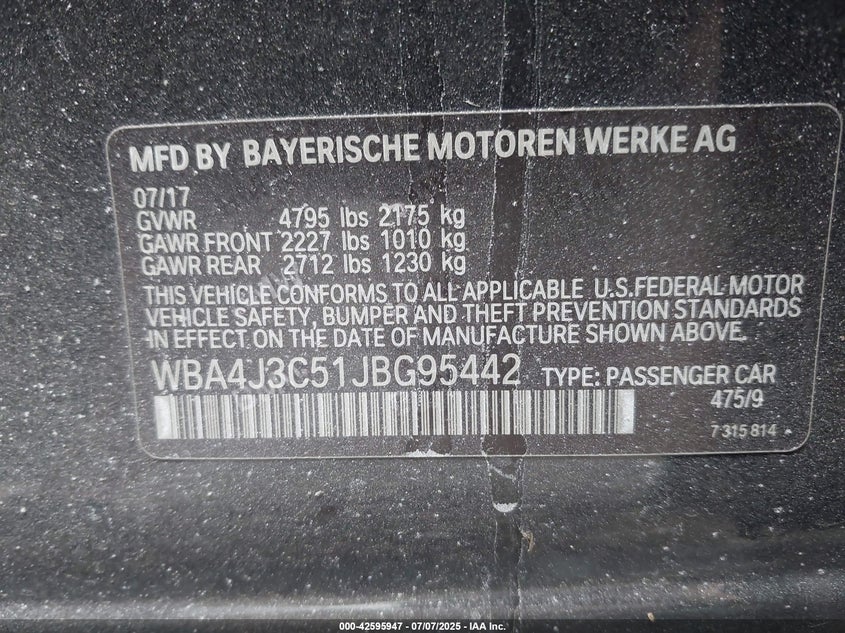 MFD BY BAYERISCHE MOTOREN WERKE AG
07/17
GVWR 4795 lbs 2175 kg
GAWR FRONT 2227 lbs 1010 kg
GAWR REAR 2712 lbs 1230 kg
THIS VEHICLE CONFORMS TO ALL APPLICABLE U.S.FEDERAL MOTOR
VEHICLE SAFETY, BUMPER AND THEFT PREVENTION STANDARDS
IN EFFECT ON THE DATE OF MANUFACTURE SHOWN ABOVE.
WBA4J3C51JBG95442 TYPE: PASSENGER CAR
475/9
7 315 814
000-42595947 - 07/07/2025 - IAA Inc.